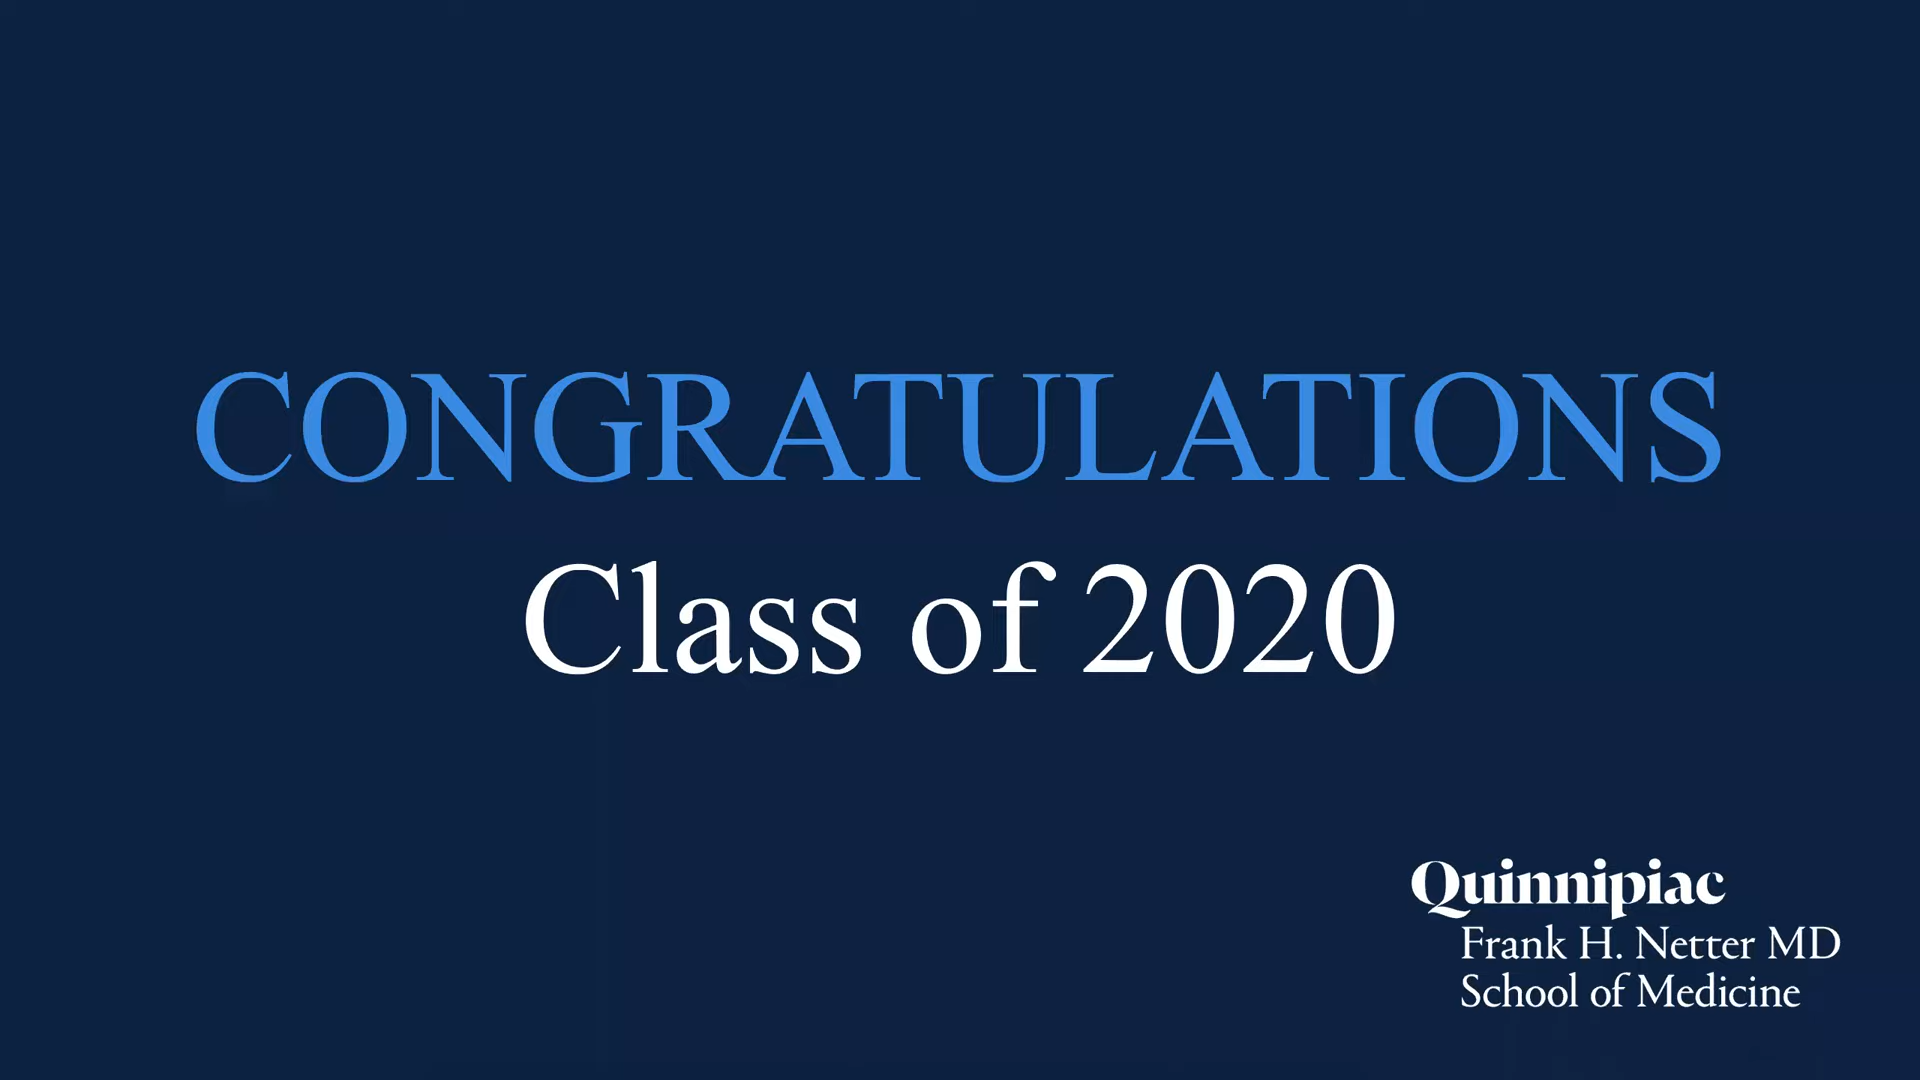 CONGRATULATIONS
Class of 2020
Quinnipiac
Frank H. Netter MD
School of Medicine